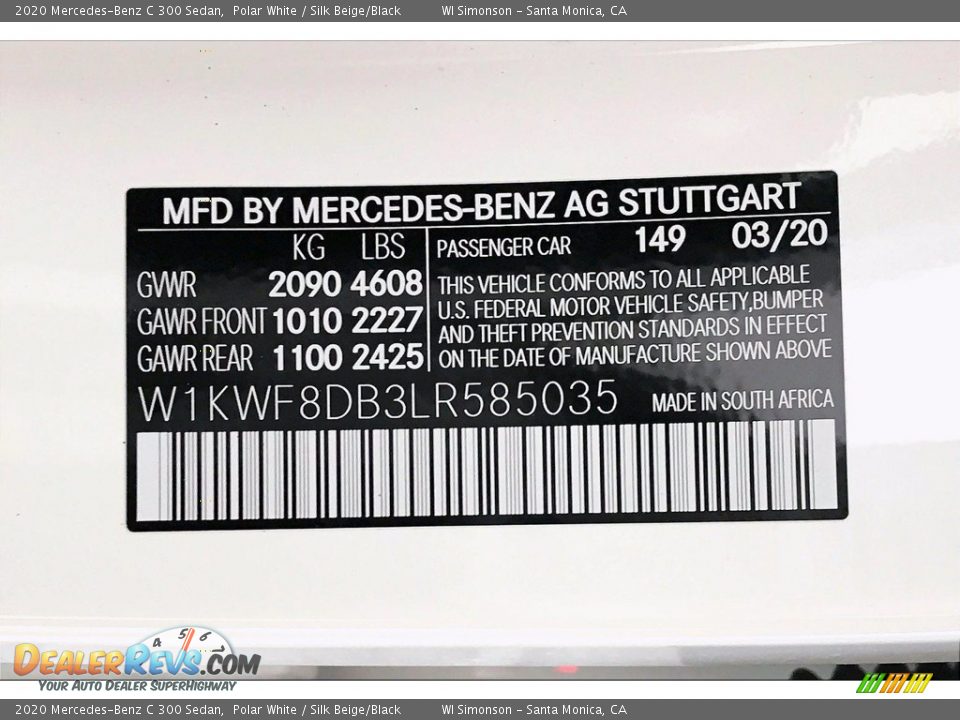 2020 Mercedes-Benz C 300 Sedan, Polar White / Silk Beige/Black WI Simonson - Santa Monica, CA
MFD BY MERCEDES-BENZ AG STUTTGART
KG LBS PASSENGER CAR 149 03/20
GVWR 2090 4608
GAWR FRONT 1010 2227
GAWR REAR 1100 2425
THIS VEHICLE CONFORMS TO ALL APPLICABLE
U.S. FEDERAL MOTOR VEHICLE SAFETY,BUMPER
AND THEFT PREVENTION STANDARDS IN EFFECT
ON THE DATE OF MANUFACTURE SHOWN ABOVE
W1KWF8DB3LR585035 MADE IN SOUTH AFRICA
4 5 6
DEALERREVS.COM
YOUR AUTO DEALER SUPERHIGHWAY
2020 Mercedes-Benz C 300 Sedan, Polar White / Silk Beige/Black WI Simonson - Santa Monica, CA